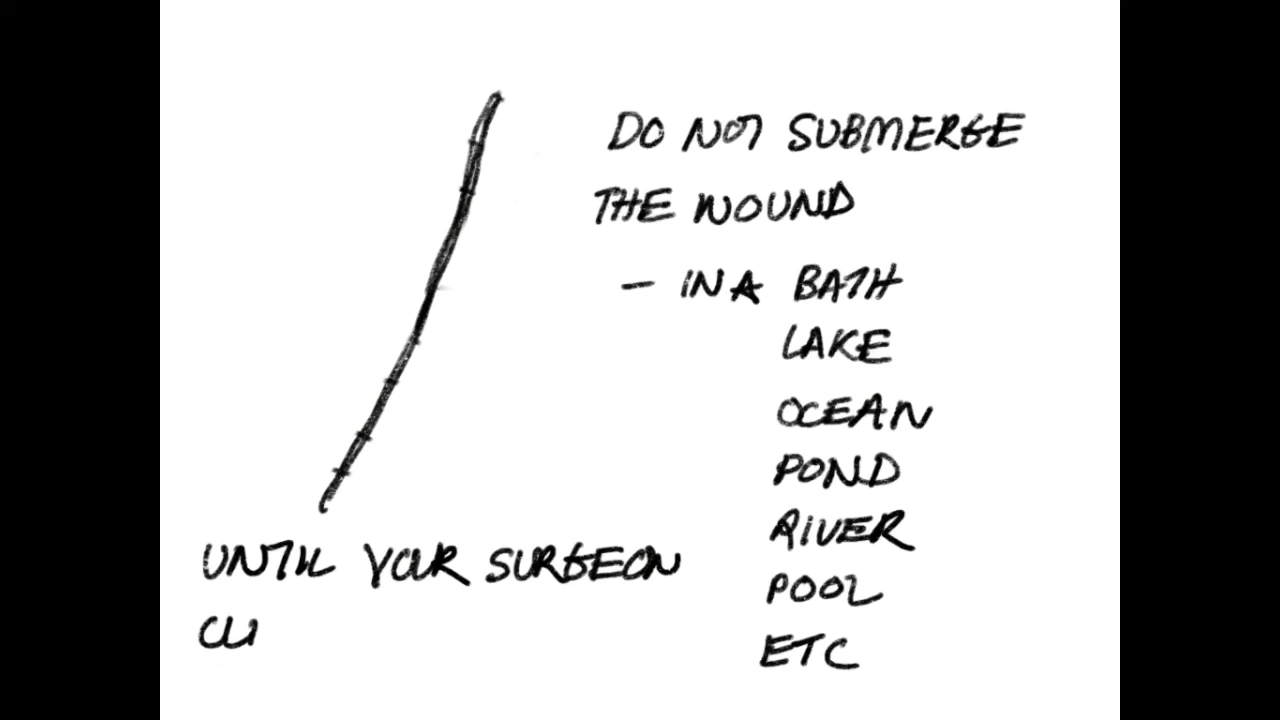 DO NOT SUBMERGE
THE WOUND
- IN A BATH
LAKE
OCEAN
POND
RIVER
POOL
ETC
UNTIL YOUR SURGEON